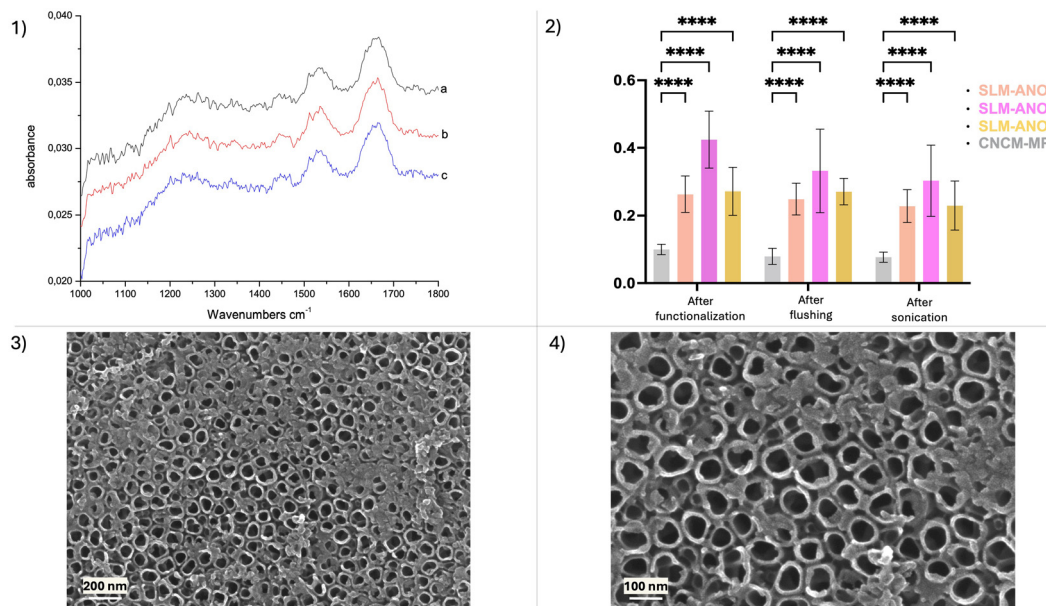 1)
0,040
0,035
0,030
0,025
0,020
absorbance
a
b
c
1000 1100 1200 1300 1400 1500 1600 1700 1800
Wavenumbers cm-1
2)
**** **** ****
**** **** ****
**** **** ****
0.6
0.4
0.2
0.0
After functionalization
After flushing
After sonication
• SLM-ANO
• SLM-ANO
• SLM-ANO
• CNCM-MF
3)
200 nm
4)
100 nm